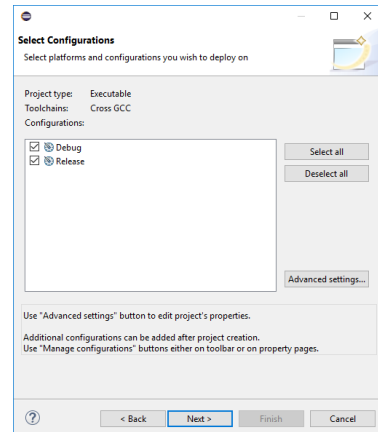 Select Configurations
Select platforms and configurations you wish to deploy on
Project type: Executable
Toolchains: Cross GCC
Configurations:
Debug
Release
Select all
Deselect all
Advanced settings...
Use "Advanced settings" button to edit project's properties.
Additional configurations can be added after project creation.
Use "Manage configurations" buttons either on toolbar or on property pages.
? < Back Next > Finish Cancel